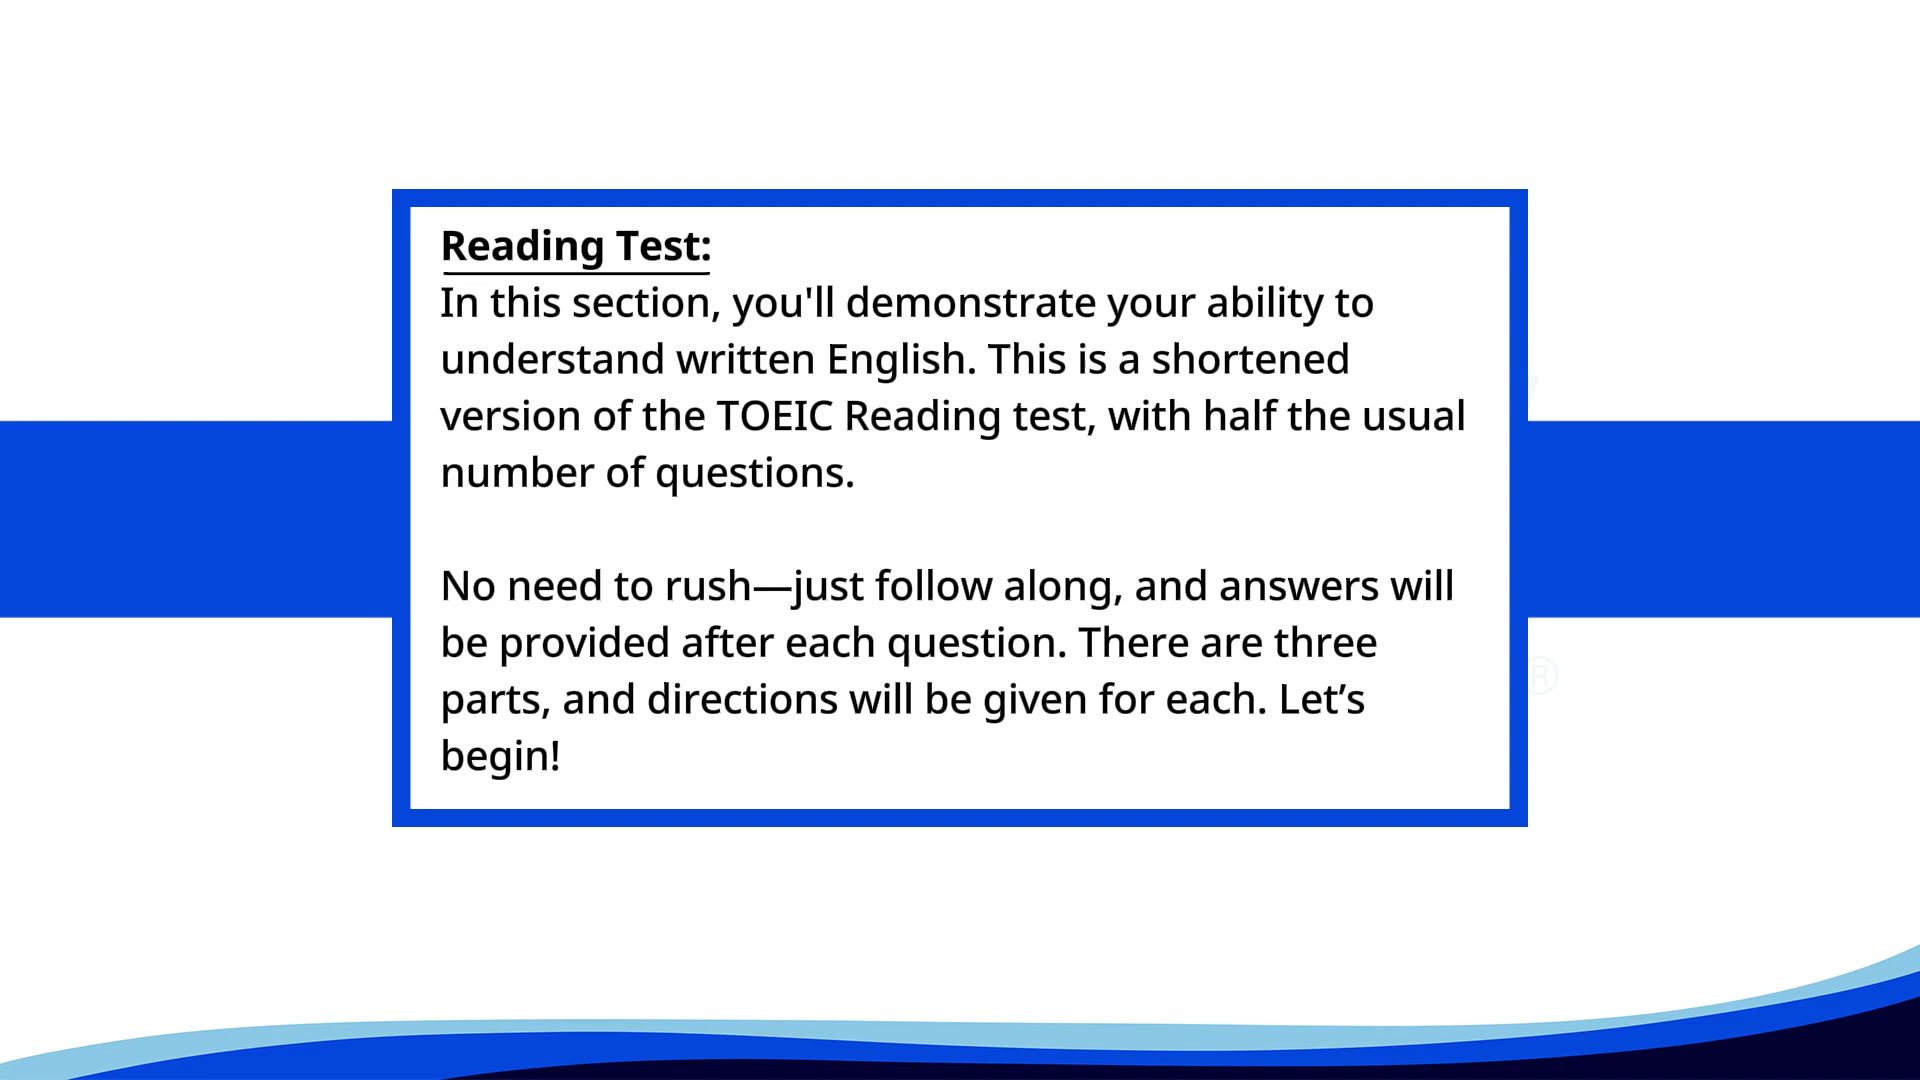 Reading Test:
In this section, you'll demonstrate your ability to
understand written English. This is a shortened
version of the TOEIC Reading test, with half the usual
number of questions.
No need to rush—just follow along, and answers will
be provided after each question. There are three
parts, and directions will be given for each. Let’s
begin!
®